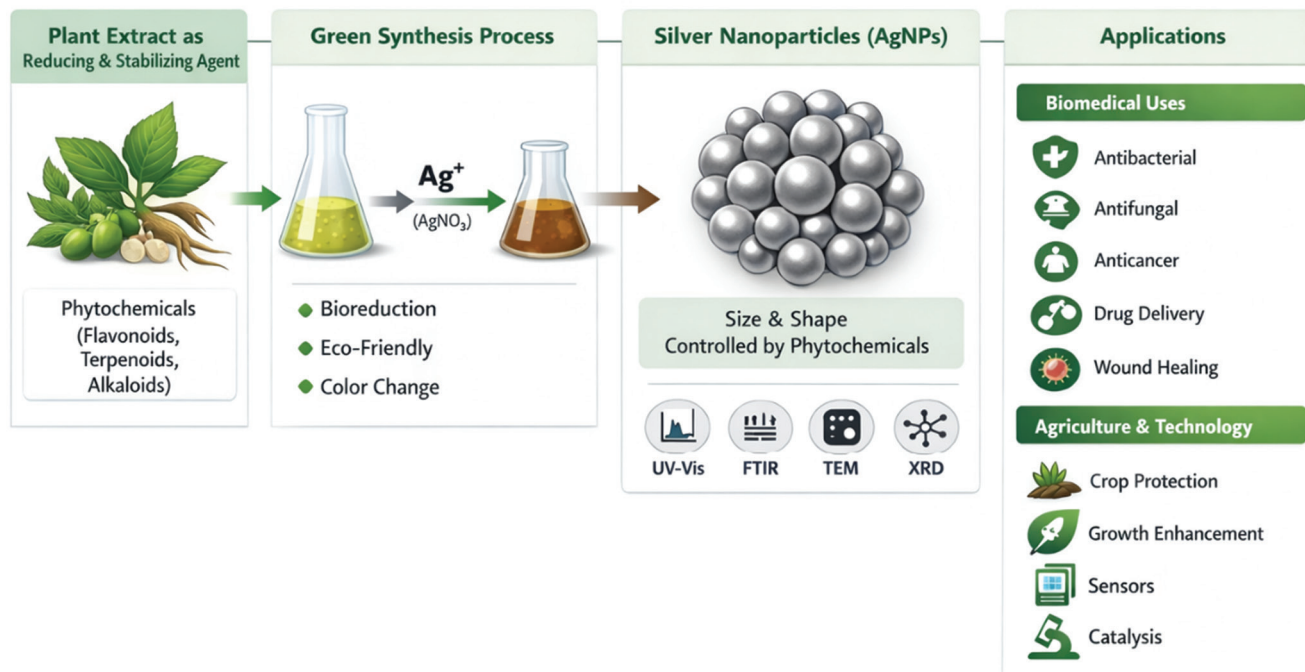 Plant Extract as
Reducing & Stabilizing Agent
Phytochemicals
(Flavonoids,
Terpenoids,
Alkaloids)
Green Synthesis Process
Ag⁺
(AgNO₃)
Bioreduction
Eco-Friendly
Color Change
Silver Nanoparticles (AgNPs)
Size & Shape
Controlled by Phytochemicals
UV-Vis
FTIR
TEM
XRD
Applications
Biomedical Uses
Antibacterial
Antifungal
Anticancer
Drug Delivery
Wound Healing
Agriculture & Technology
Crop Protection
Growth Enhancement
Sensors
Catalysis